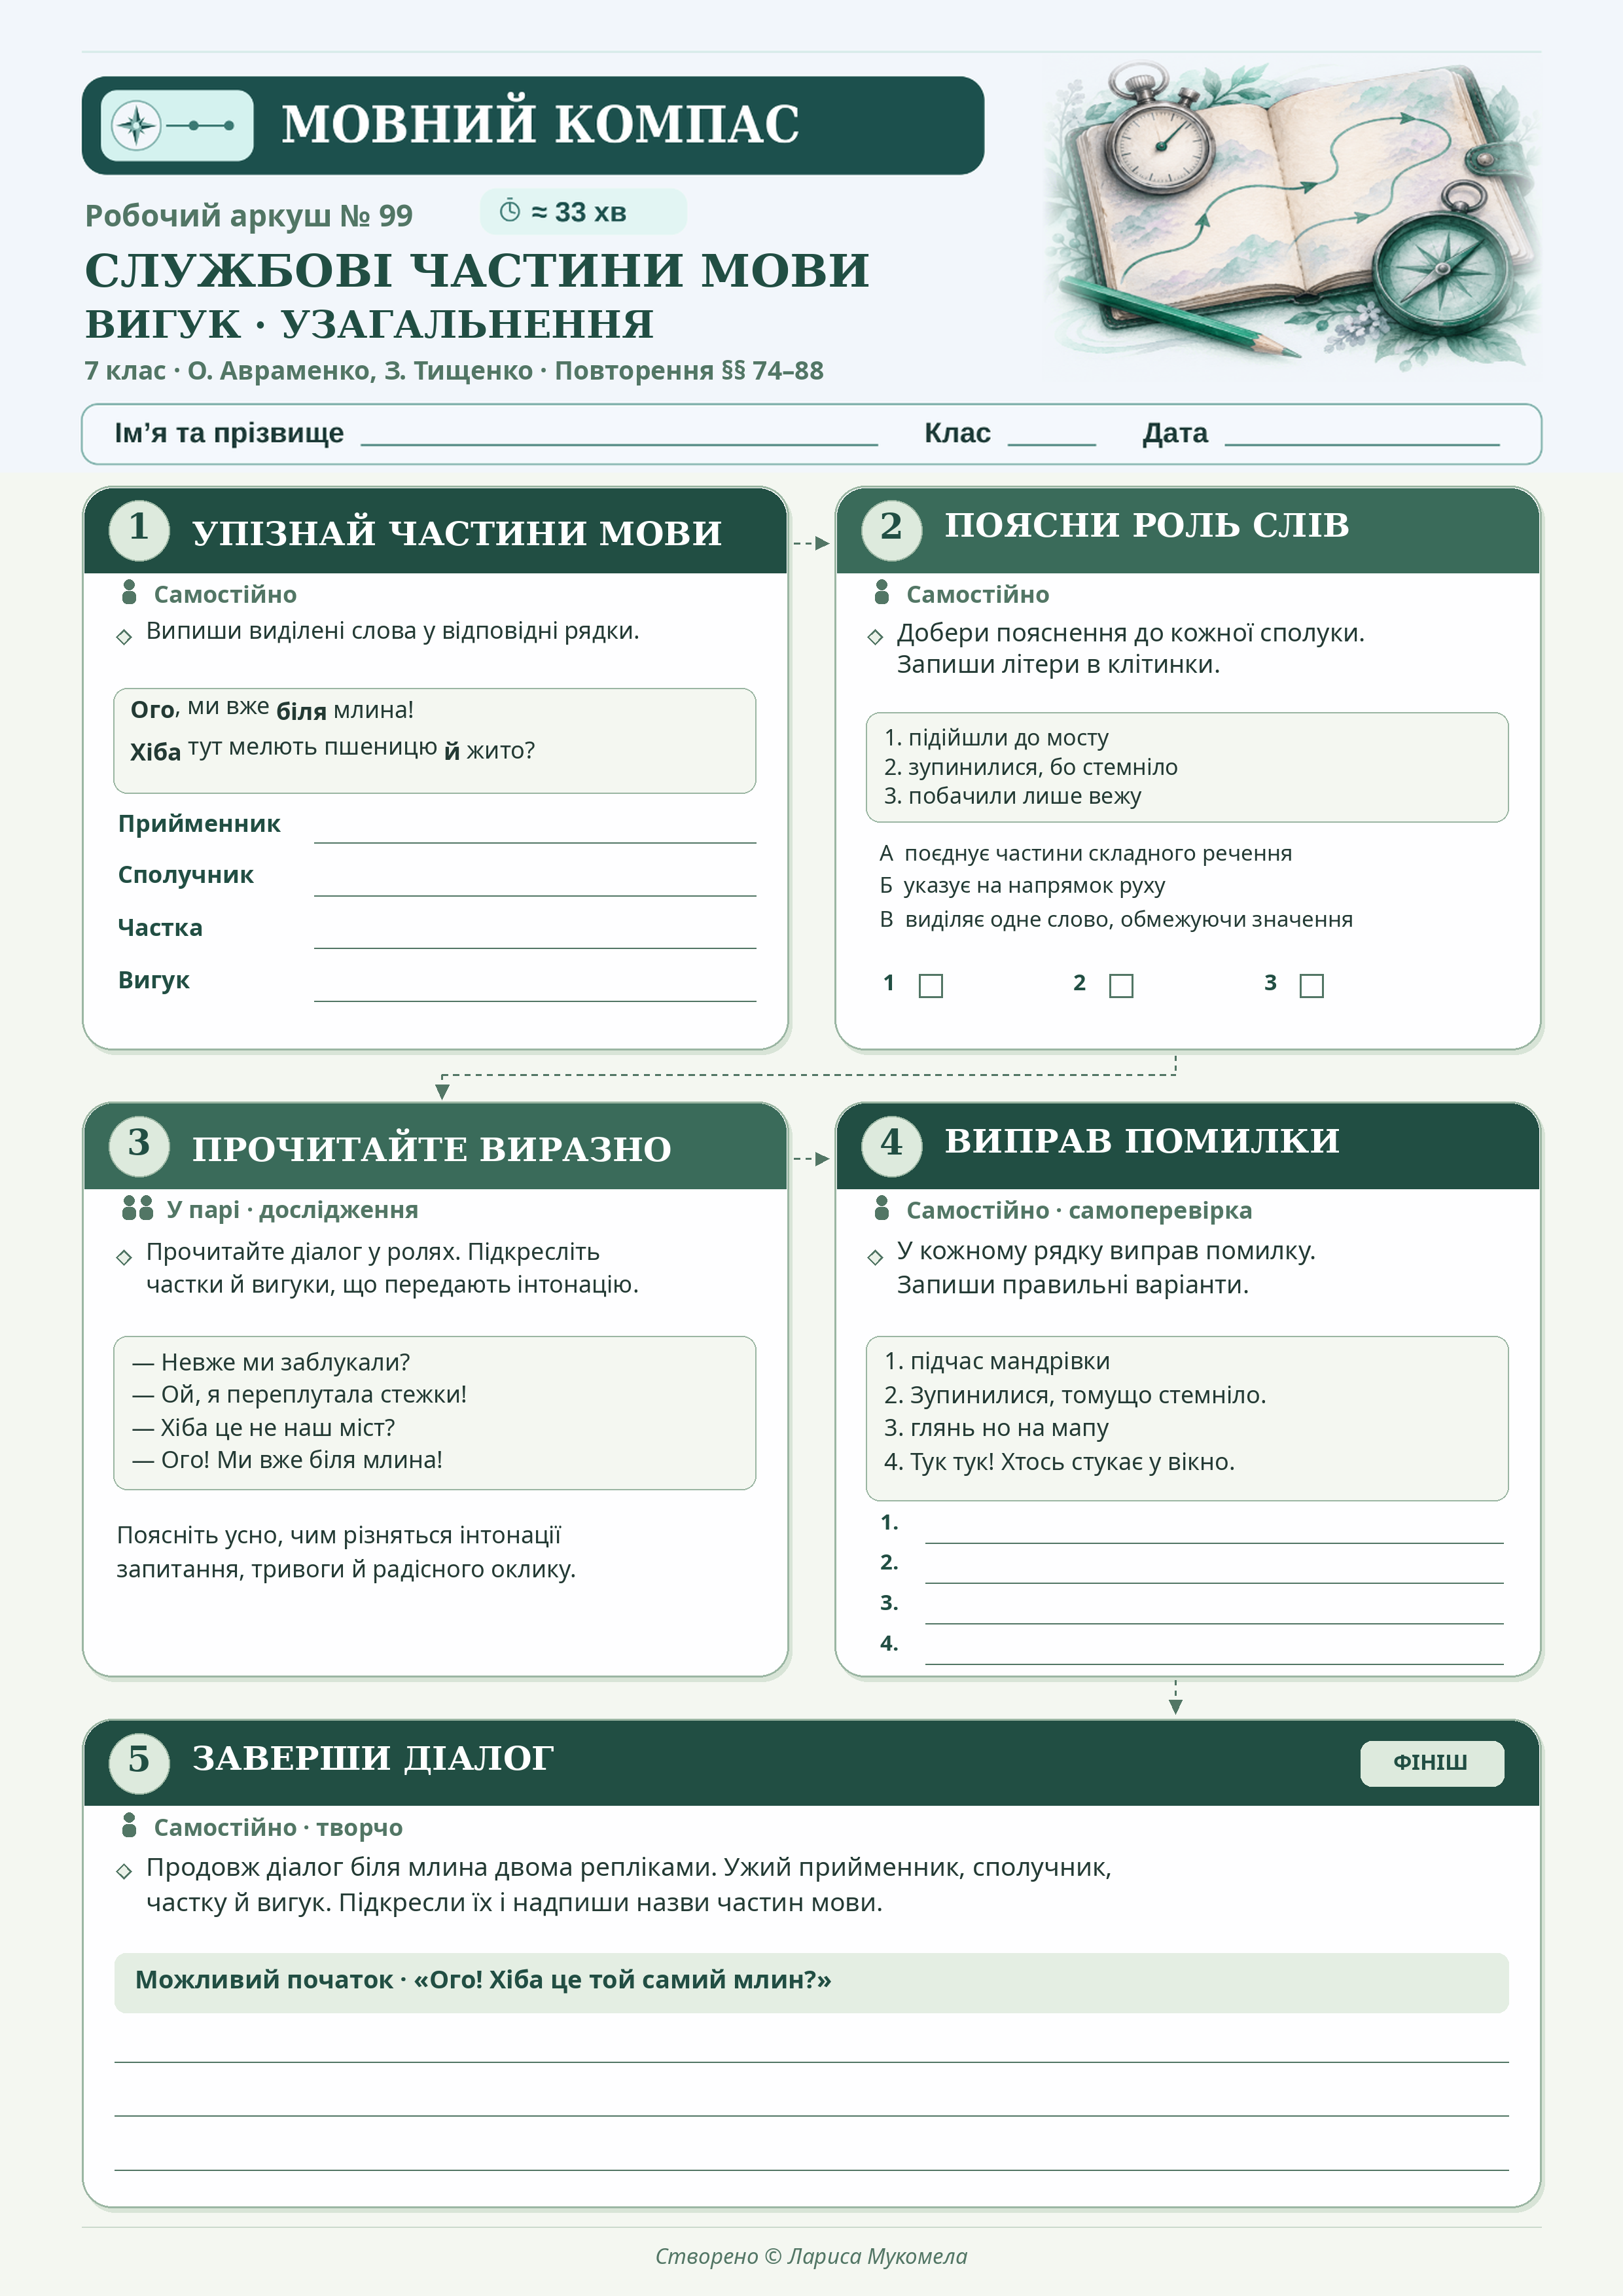 МОВНИЙ КОМПАС
Робочий аркуш № 99
≈ 33 хв
СЛУЖБОВІ ЧАСТИНИ МОВИ
ВИГУК · УЗАГАЛЬНЕННЯ
7 клас · О. Авраменко, З. Тищенко · Повторення §§ 74–88
Ім’я та прізвище Клас Дата
1 УПІЗНАЙ ЧАСТИНИ МОВИ
Самостійно
Випиши виділені слова у відповідні рядки.
Ого, ми вже біля млина!
Хіба тут мелють пшеницю й жито?
Прийменник
Сполучник
Частка
Вигук
2 ПОЯСНИ РОЛЬ СЛІВ
Самостійно
Добери пояснення до кожної сполуки.
Запиши літери в клітинки.
1. підійшли до мосту
2. зупинилися, бо стемніло
3. побачили лише вежу
А поєднує частини складного речення
Б указує на напрямок руху
В виділяє одне слово, обмежуючи значення
1 2 3
3 ПРОЧИТАЙТЕ ВИРАЗНО
У парі · дослідження
Прочитайте діалог у ролях. Підкресліть
частки й вигуки, що передають інтонацію.
— Невже ми заблукали?
— Ой, я переплутала стежки!
— Хіба це не наш міст?
— Ого! Ми вже біля млина!
Поясніть усно, чим різняться інтонації
запитання, тривоги й радісного оклику.
4 ВИПРАВ ПОМИЛКИ
Самостійно · самоперевірка
У кожному рядку виправ помилку.
Запиши правильні варіанти.
1. підчас мандрівки
2. Зупинилися, томущо стемніло.
3. глянь но на мапу
4. Тук тук! Хтось стукає у вікно.
1.
2.
3.
4.
5 ЗАВЕРШИ ДІАЛОГ
ФІНІШ
Самостійно · творчо
Продовж діалог біля млина двома репліками. Ужий прийменник, сполучник,
частку й вигук. Підкресли їх і надпиши назви частин мови.
Можливий початок · «Ого! Хіба це той самий млин?»
Створено © Лариса Мукомела